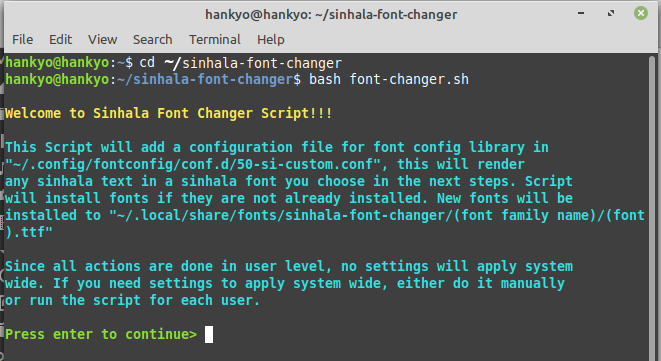 hankyo@hankyo: ~/sinhala-font-changer
File Edit View Search Terminal Help
hankyo@hankyo:~$ cd ~/sinhala-font-changer
hankyo@hankyo:~/sinhala-font-changer$ bash font-changer.sh
Welcome to Sinhala Font Changer Script!!!
This Script will add a configuration file for font config library in
"~/.config/fontconfig/conf.d/50-si-custom.conf", this will render
any sinhala text in a sinhala font you choose in the next steps. Script
will install fonts if they are not already installed. New fonts will be
installed to "~/.local/share/fonts/sinhala-font-changer/(font family name)/(font
).ttf"
Since all actions are done in user level, no settings will apply system
wide. If you need settings to apply system wide, either do it manually
or run the script for each user.
Press enter to continue>